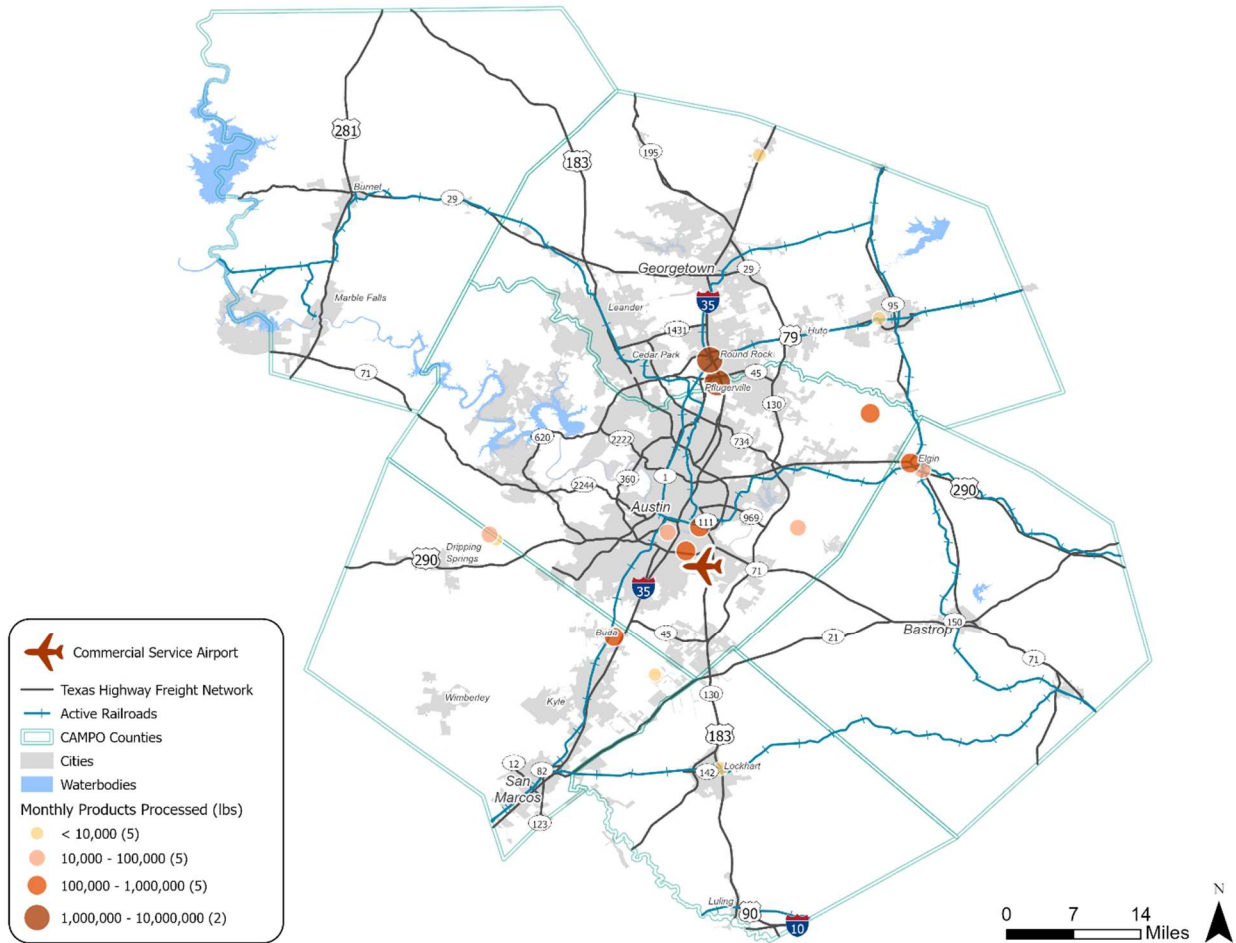 281
183
195
Burnet
29
Georgetown
29
35
Leander
95
Marble Falls
1431
79
Huto
Cedar Park
Round Rock
71
45
Pflugerville
130
620
2222
734
Elgin
360
1
290
2244
Austin
111
969
290
Dripping
Springs
71
35
150
Bastrop
Buda
45
21
71
Wimberley
Kyle
130
183
12
82
142
Lockhart
San
Marcos
123
Luling
90
10
Commercial Service Airport
Texas Highway Freight Network
Active Railroads
CAMPO Counties
Cities
Waterbodies
Monthly Products Processed (lbs)
< 10,000 (5)
10,000 - 100,000 (5)
100,000 - 1,000,000 (5)
1,000,000 - 10,000,000 (2)
N
0 7 14
Miles